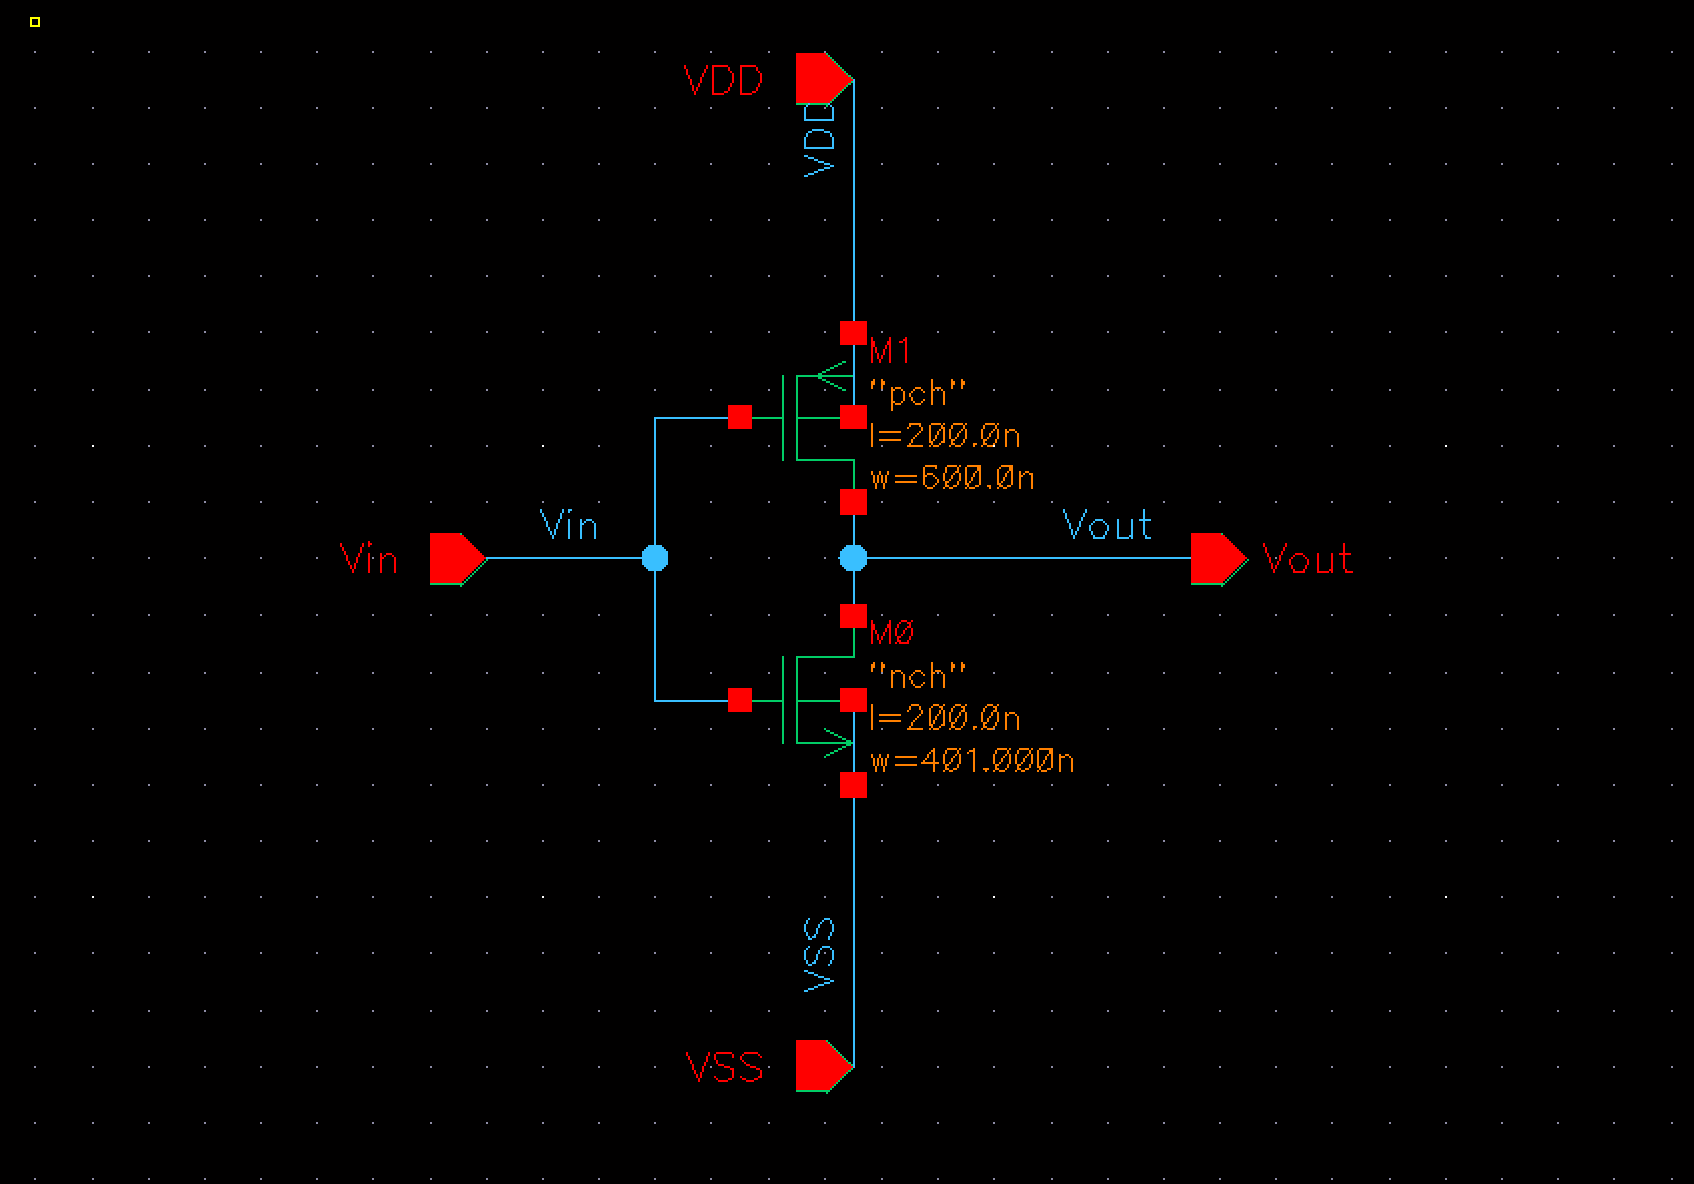 VDD
VDD
M1
"pch"
l=200.0n
w=600.0n
Vin
Vin
Vout
Vout
M0
"nch"
l=200.0n
w=401.000n
VSS
VSS